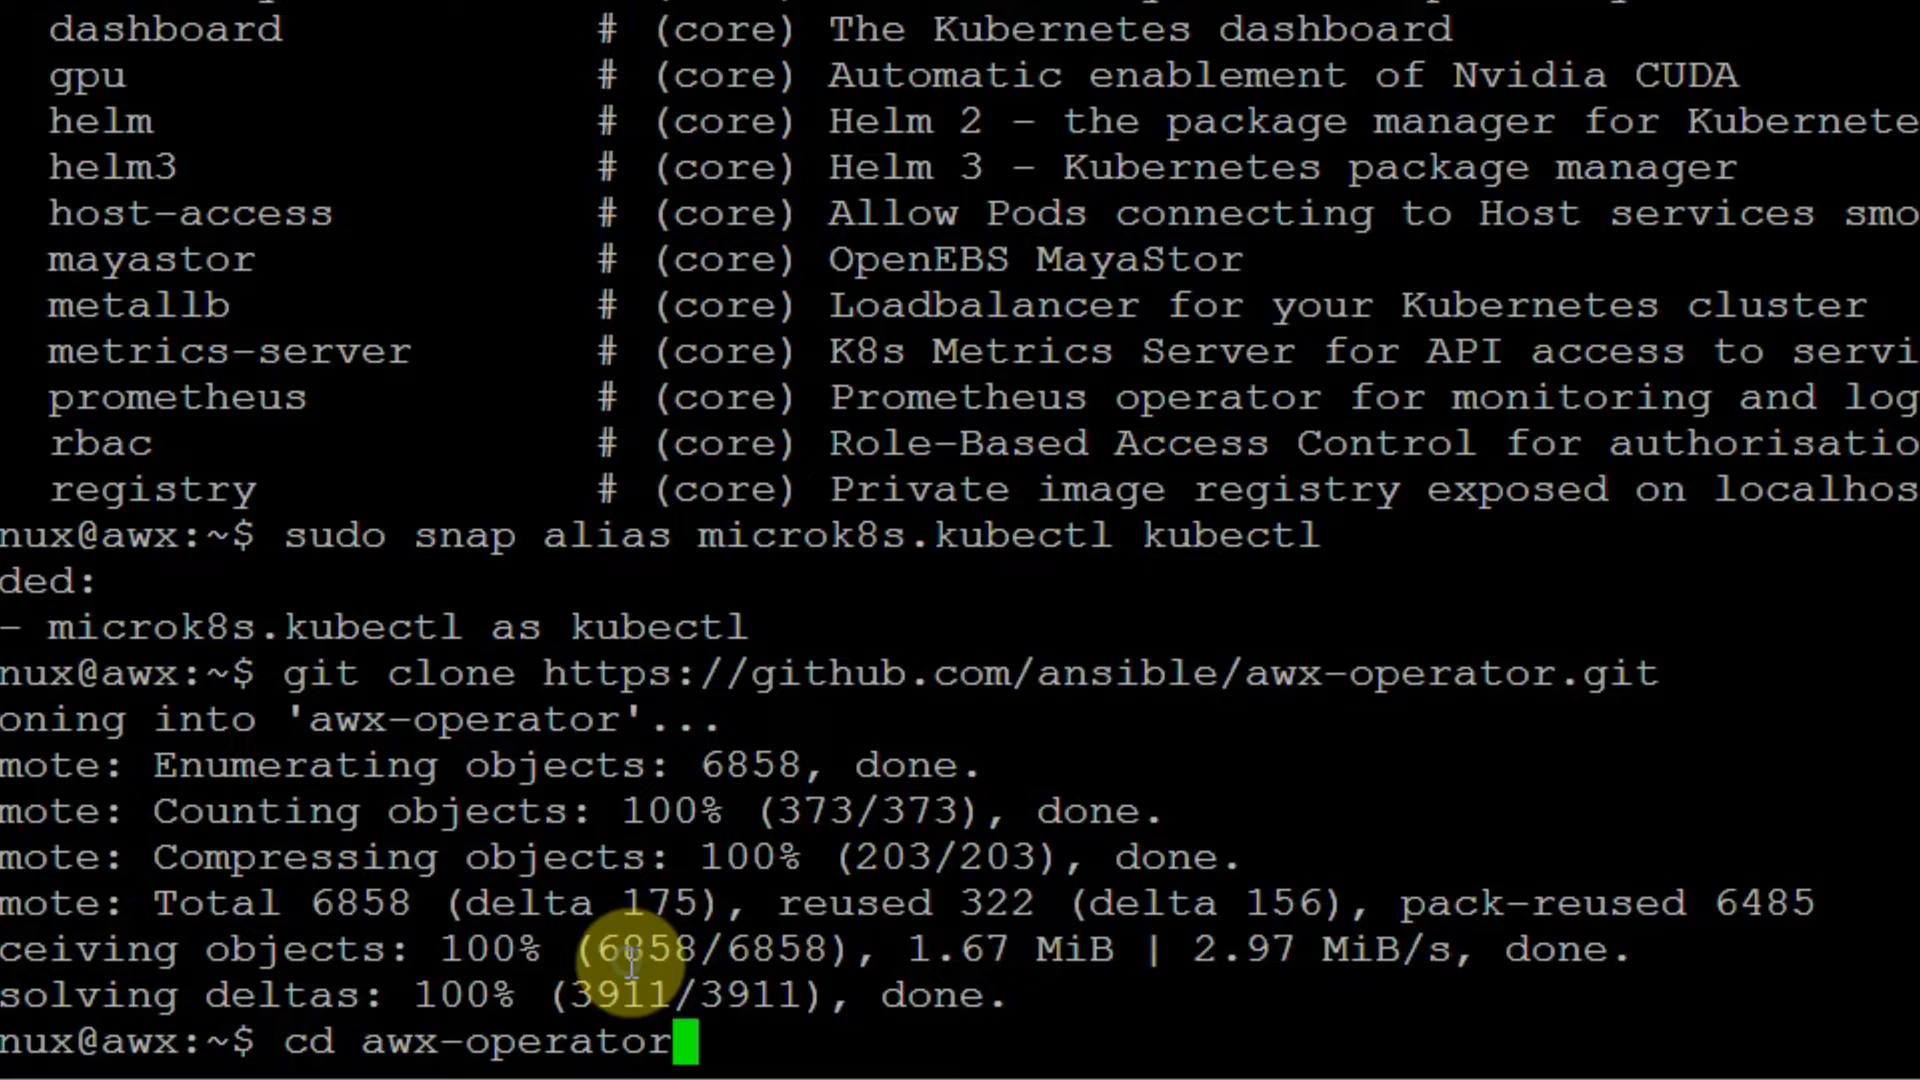 dashboard # (core) The Kubernetes dashboard
gpu # (core) Automatic enablement of Nvidia CUDA
helm # (core) Helm 2 - the package manager for Kubernete
helm3 # (core) Helm 3 - Kubernetes package manager
host-access # (core) Allow Pods connecting to Host services smo
mayastor # (core) OpenEBS MayaStor
metallb # (core) Loadbalancer for your Kubernetes cluster
metrics-server # (core) K8s Metrics Server for API access to servi
prometheus # (core) Prometheus operator for monitoring and log
rbac # (core) Role-Based Access Control for authorisatio
registry # (core) Private image registry exposed on localhos
nux@awx:~$ sudo snap alias microk8s.kubectl kubectl
ded:
- microk8s.kubectl as kubectl
nux@awx:~$ git clone https://github.com/ansible/awx-operator.git
oning into 'awx-operator'...
mote: Enumerating objects: 6858, done.
mote: Counting objects: 100% (373/373), done.
mote: Compressing objects: 100% (203/203), done.
mote: Total 6858 (delta 175), reused 322 (delta 156), pack-reused 6485
ceiving objects: 100% (6858/6858), 1.67 MiB | 2.97 MiB/s, done.
solving deltas: 100% (3911/3911), done.
nux@awx:~$ cd awx-operator